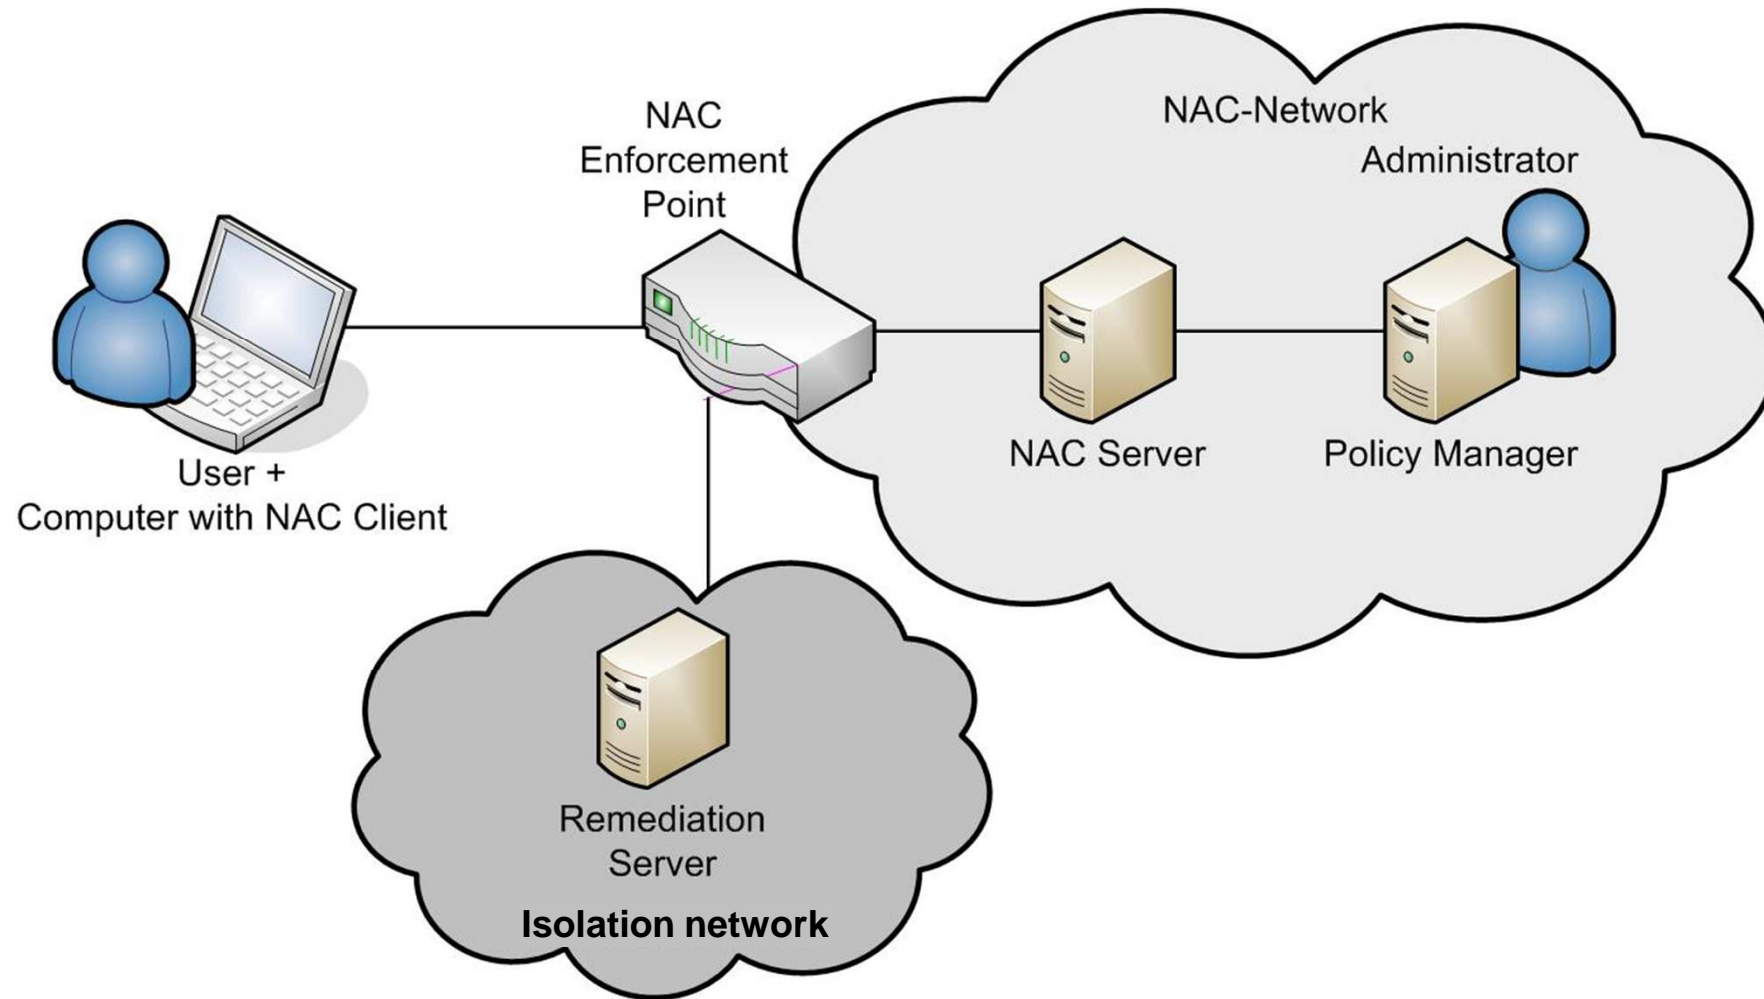 NAC-Network
Administrator
NAC
Enforcement
Point
NAC Server
Policy Manager
User +
Computer with NAC Client
Remediation
Server
Isolation network